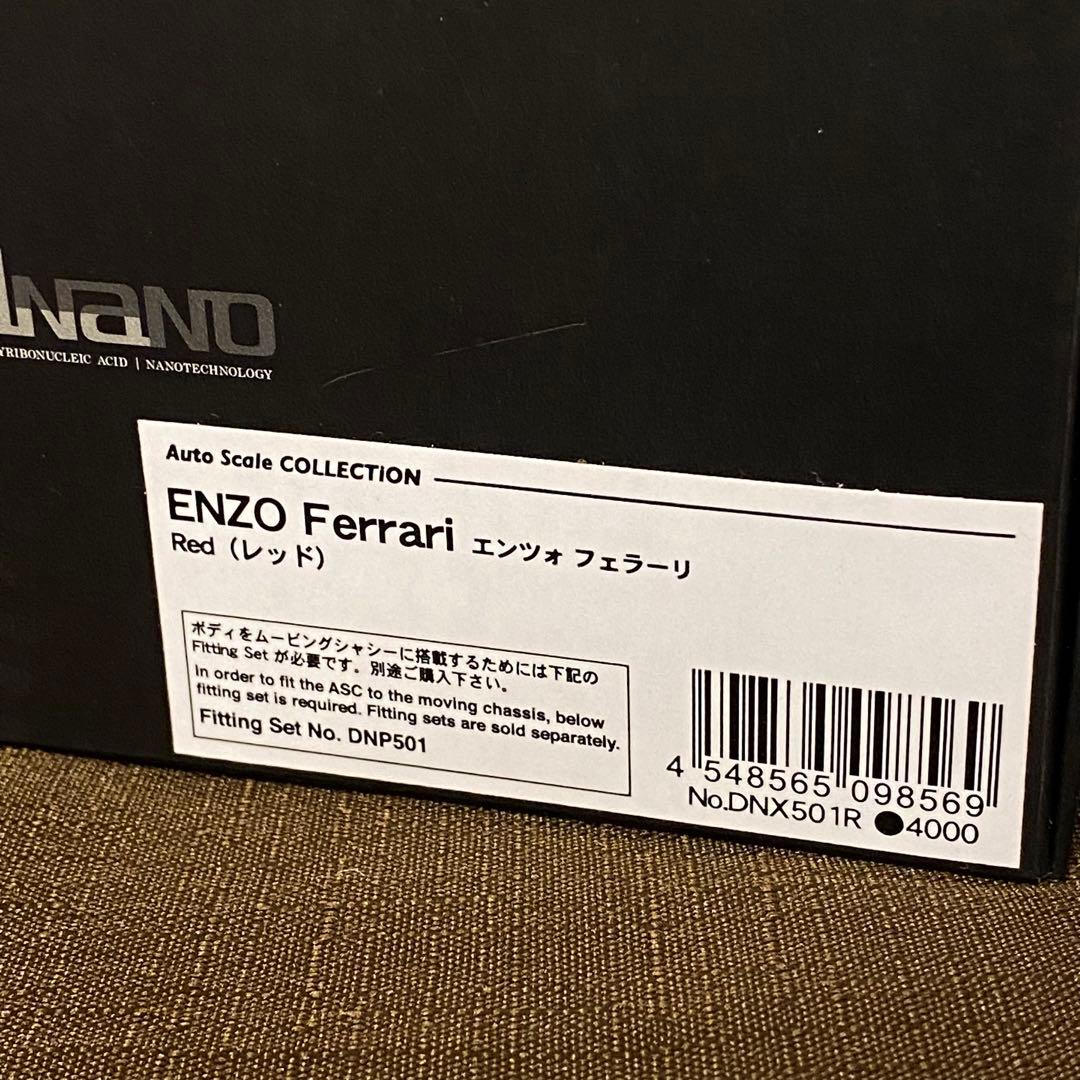 dNaNO
YRIBONUCLEIC ACID | NANOTECHNOLOGY
Auto Scale COLLECTION
ENZO Ferrari エンツォ フェラーリ
Red（レッド）
ボディをムービングシャシーに搭載するためには下記の
Fitting Set が必要です。別途ご購入下さい。
In order to fit the ASC to the moving chassis, below
fitting set is required. Fitting sets are sold separately.
Fitting Set No. DNP501
4 548565 098569
No.DNX501R ●4000